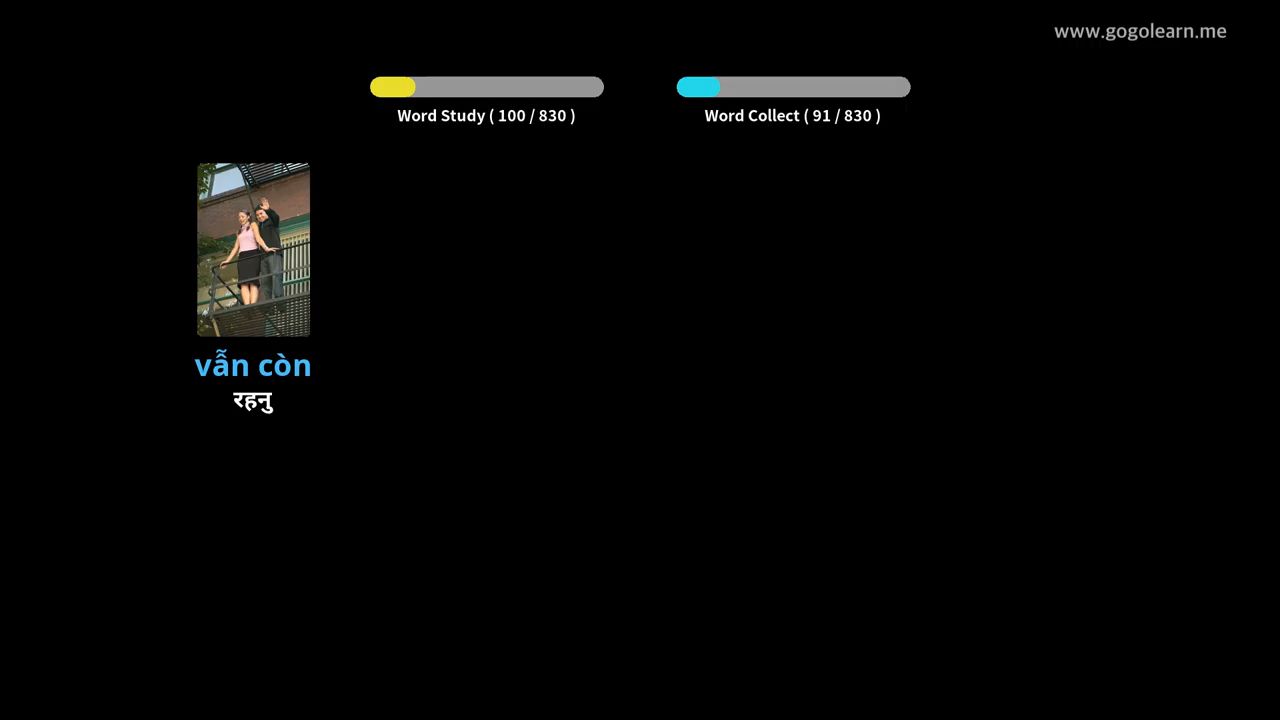 www.gogolearn.me
Word Study ( 100 / 830 )
Word Collect ( 91 / 830 )
vẫn còn
रहनु